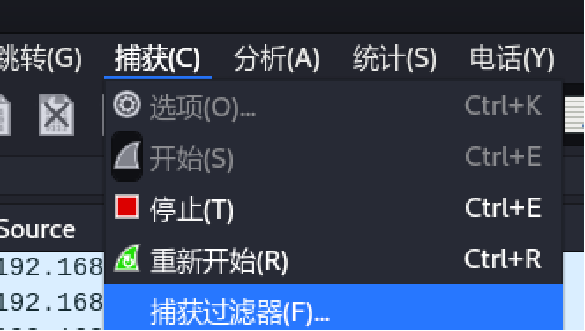 跳转(G) 捕获(C) 分析(A) 统计(S) 电话(Y)
选项(O)... Ctrl+K
开始(S) Ctrl+E
停止(T) Ctrl+E
Source
重新开始(R) Ctrl+R
192.168
捕获过滤器(F)...
192.168